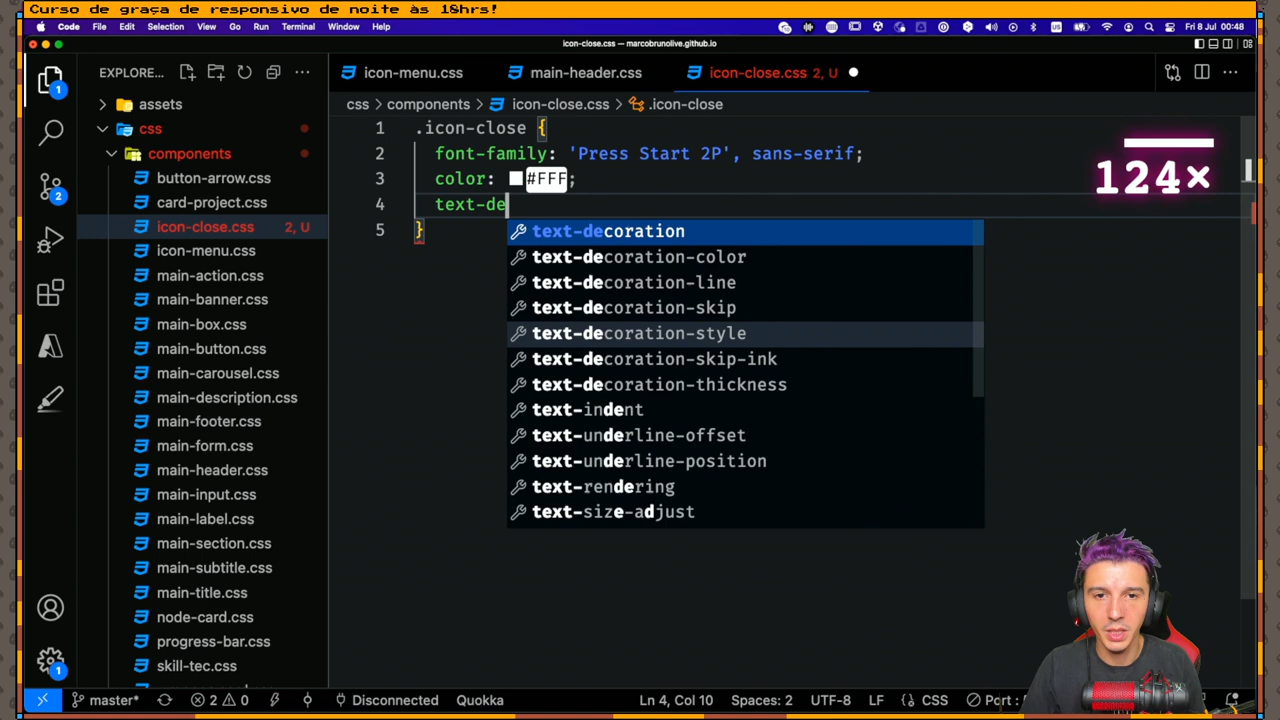 Curso de graça de responsivo de noite às 18hrs!
Code File Edit Selection View Go Run Terminal Window Help Fri 8 Jul 00:48
icon-close.css — marcobrunolive.github.io
EXPLORE... icon-menu.css main-header.css icon-close.css 2, U
css > components > icon-close.css > .icon-close
assets
css
components
button-arrow.css
card-project.css
icon-close.css 2, U
icon-menu.css
main-action.css
main-banner.css
main-box.css
main-button.css
main-carousel.css
main-description.css
main-footer.css
main-form.css
main-header.css
main-input.css
main-label.css
main-section.css
main-subtitle.css
main-title.css
node-card.css
progress-bar.css
skill-tec.css
1
2
2
1
1 .icon-close {
2 font-family: 'Press Start 2P', sans-serif;
3 color: #FFF;
4 text-de
5 }
text-decoration
text-decoration-color
text-decoration-line
text-decoration-skip
text-decoration-style
text-decoration-skip-ink
text-decoration-thickness
text-indent
text-underline-offset
text-underline-position
text-rendering
text-size-adjust
124×
master* 2 0 Disconnected Quokka Ln 4, Col 10 Spaces: 2 UTF-8 LF CSS Port :